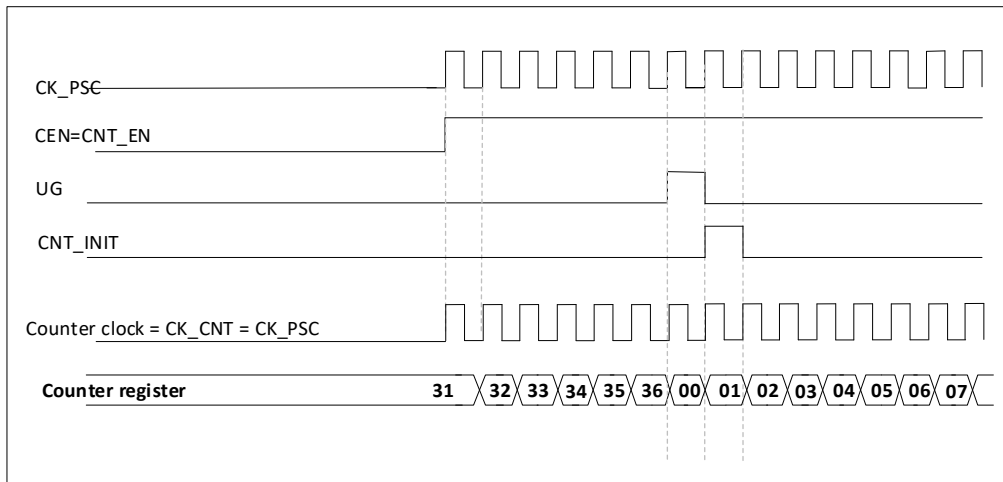 CK_PSC
CEN=CNT_EN
UG
CNT_INIT
Counter clock = CK_CNT = CK_PSC
Counter register 31 32 33 34 35 36 00 01 02 03 04 05 06 07